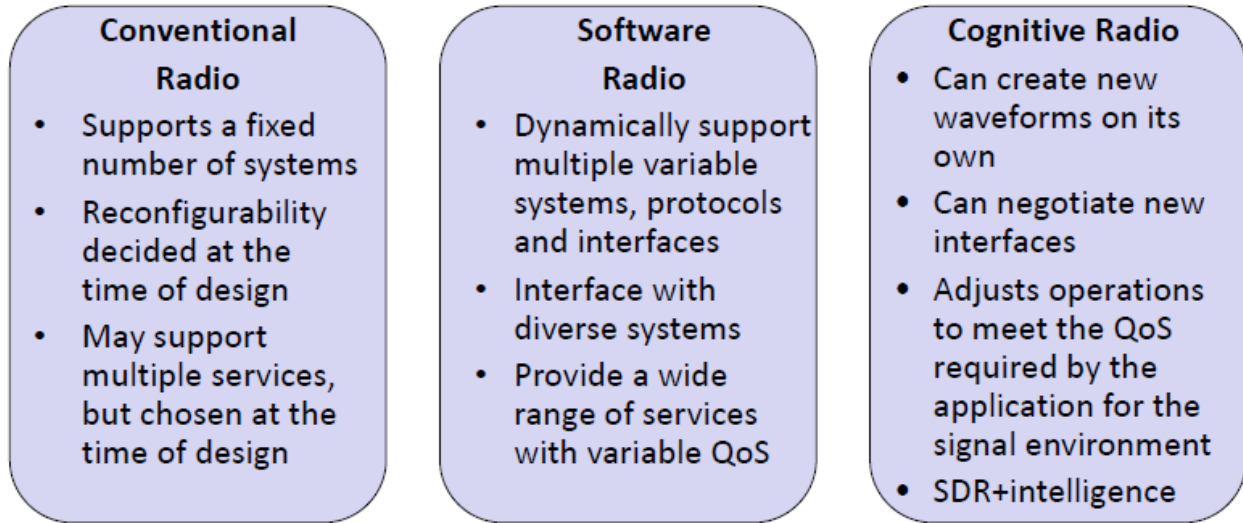 Conventional
Radio
• Supports a fixed
number of systems
• Reconfigurability
decided at the
time of design
• May support
multiple services,
but chosen at the
time of design
Software
Radio
• Dynamically support
multiple variable
systems, protocols
and interfaces
• Interface with
diverse systems
• Provide a wide
range of services
with variable QoS
Cognitive Radio
• Can create new
waveforms on its
own
• Can negotiate new
interfaces
• Adjusts operations
to meet the QoS
required by the
application for the
signal environment
• SDR+intelligence